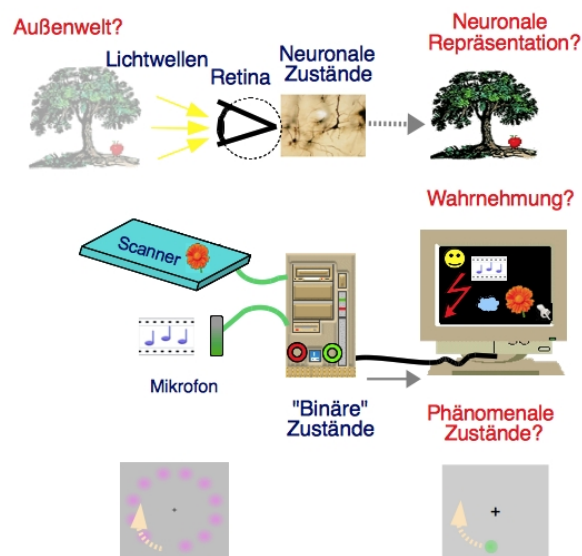 Außenwelt?
Lichtwellen
Retina
Neuronale
Zustände
Neuronale
Repräsentation?
Wahrnehmung?
Scanner
Mikrofon
"Binäre"
Zustände
Phänomenale
Zustände?